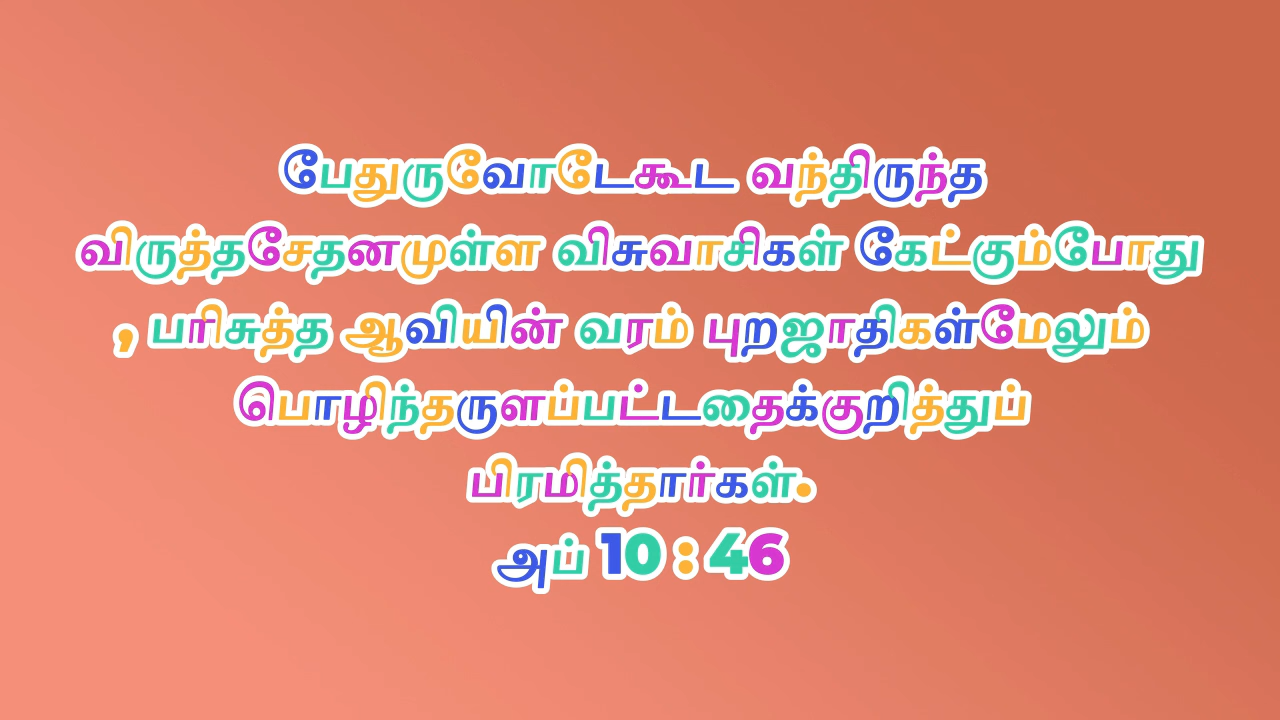 பேதுருவோடேகூட வந்திருந்த
விருத்தசேதனமுள்ள விசுவாசிகள் கேட்கும்போது
, பரிசுத்த ஆவியின் வரம் புறஜாதிகள்மேலும்
பொழிந்தருளப்பட்டதைக்குறித்துப்
பிரமித்தார்கள்.
அப் 10 : 46